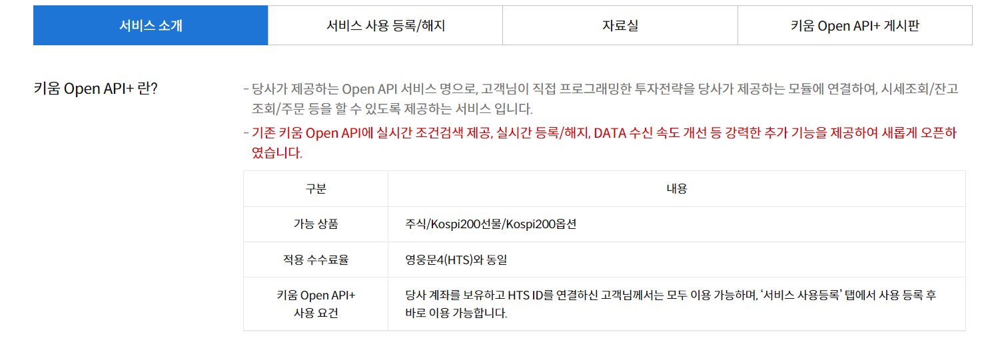 서비스 소개
서비스 사용 등록/해지
자료실
키움 Open API+ 게시판
키움 Open API+ 란?
- 당사가 제공하는 Open API 서비스 명으로, 고객님이 직접 프로그래밍한 투자전략을 당사가 제공하는 모듈에 연결하여, 시세조회/잔고
조회/주문 등을 할 수 있도록 제공하는 서비스 입니다.
- 기존 키움 Open API에 실시간 조건검색 제공, 실시간 등록/해지, DATA 수신 속도 개선 등 강력한 추가 기능을 제공하여 새롭게 오픈하
였습니다.
구분
내용
가능 상품
주식/Kospi200선물/Kospi200옵션
적용 수수료율
영웅문4(HTS)와 동일
키움 Open API+
사용 요건
당사 계좌를 보유하고 HTS ID를 연결하신 고객님께서는 모두 이용 가능하며, ‘서비스 사용등록’ 탭에서 사용 등록 후
바로 이용 가능합니다.